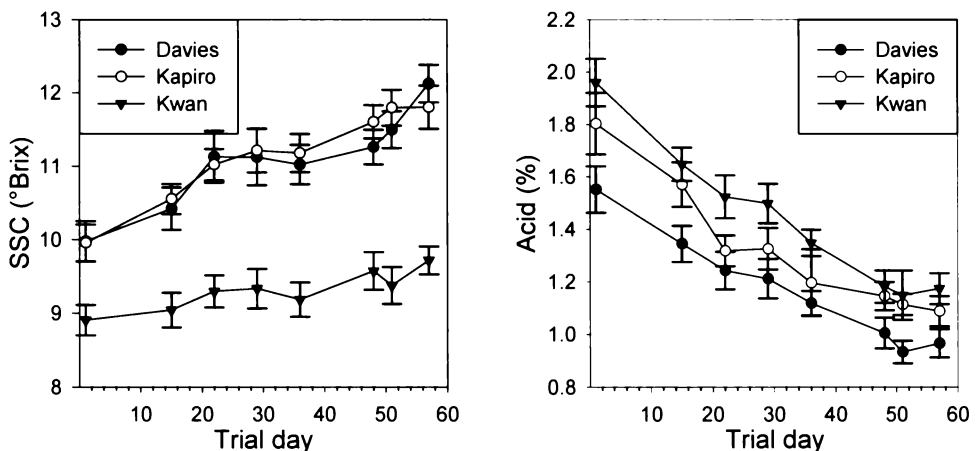 13
12
11
10
9
8
SSC (°Brix)
Davies
Kapiro
Kwan
10 20 30 40 50 60
Trial day
2.2
2.0
1.8
1.6
1.4
1.2
1.0
0.8
Acid (%)
Davies
Kapiro
Kwan
10 20 30 40 50 60
Trial day